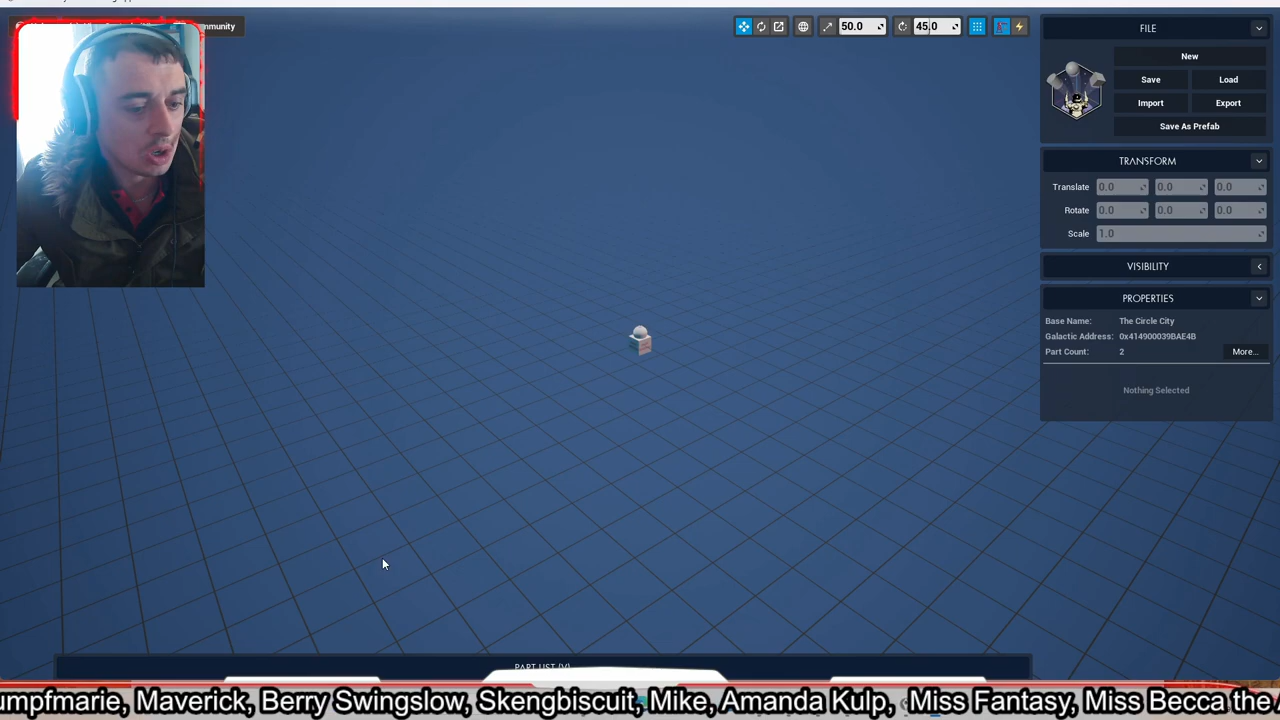 mmunity
50.0
45.0
FILE
New
Save Load
Import Export
Save As Prefab
TRANSFORM
Translate 0.0 0.0 0.0
Rotate 0.0 0.0 0.0
Scale 1.0
VISIBILITY
PROPERTIES
Base Name: The Circle City
Galactic Address: 0x414900039BAE4B
Part Count: 2 More...
Nothing Selected
PART LIST (V)
umpfmarie, Maverick, Berry Swingslow, Skengbiscuit, Mike, Amanda Kulp, Miss Fantasy, Miss Becca the